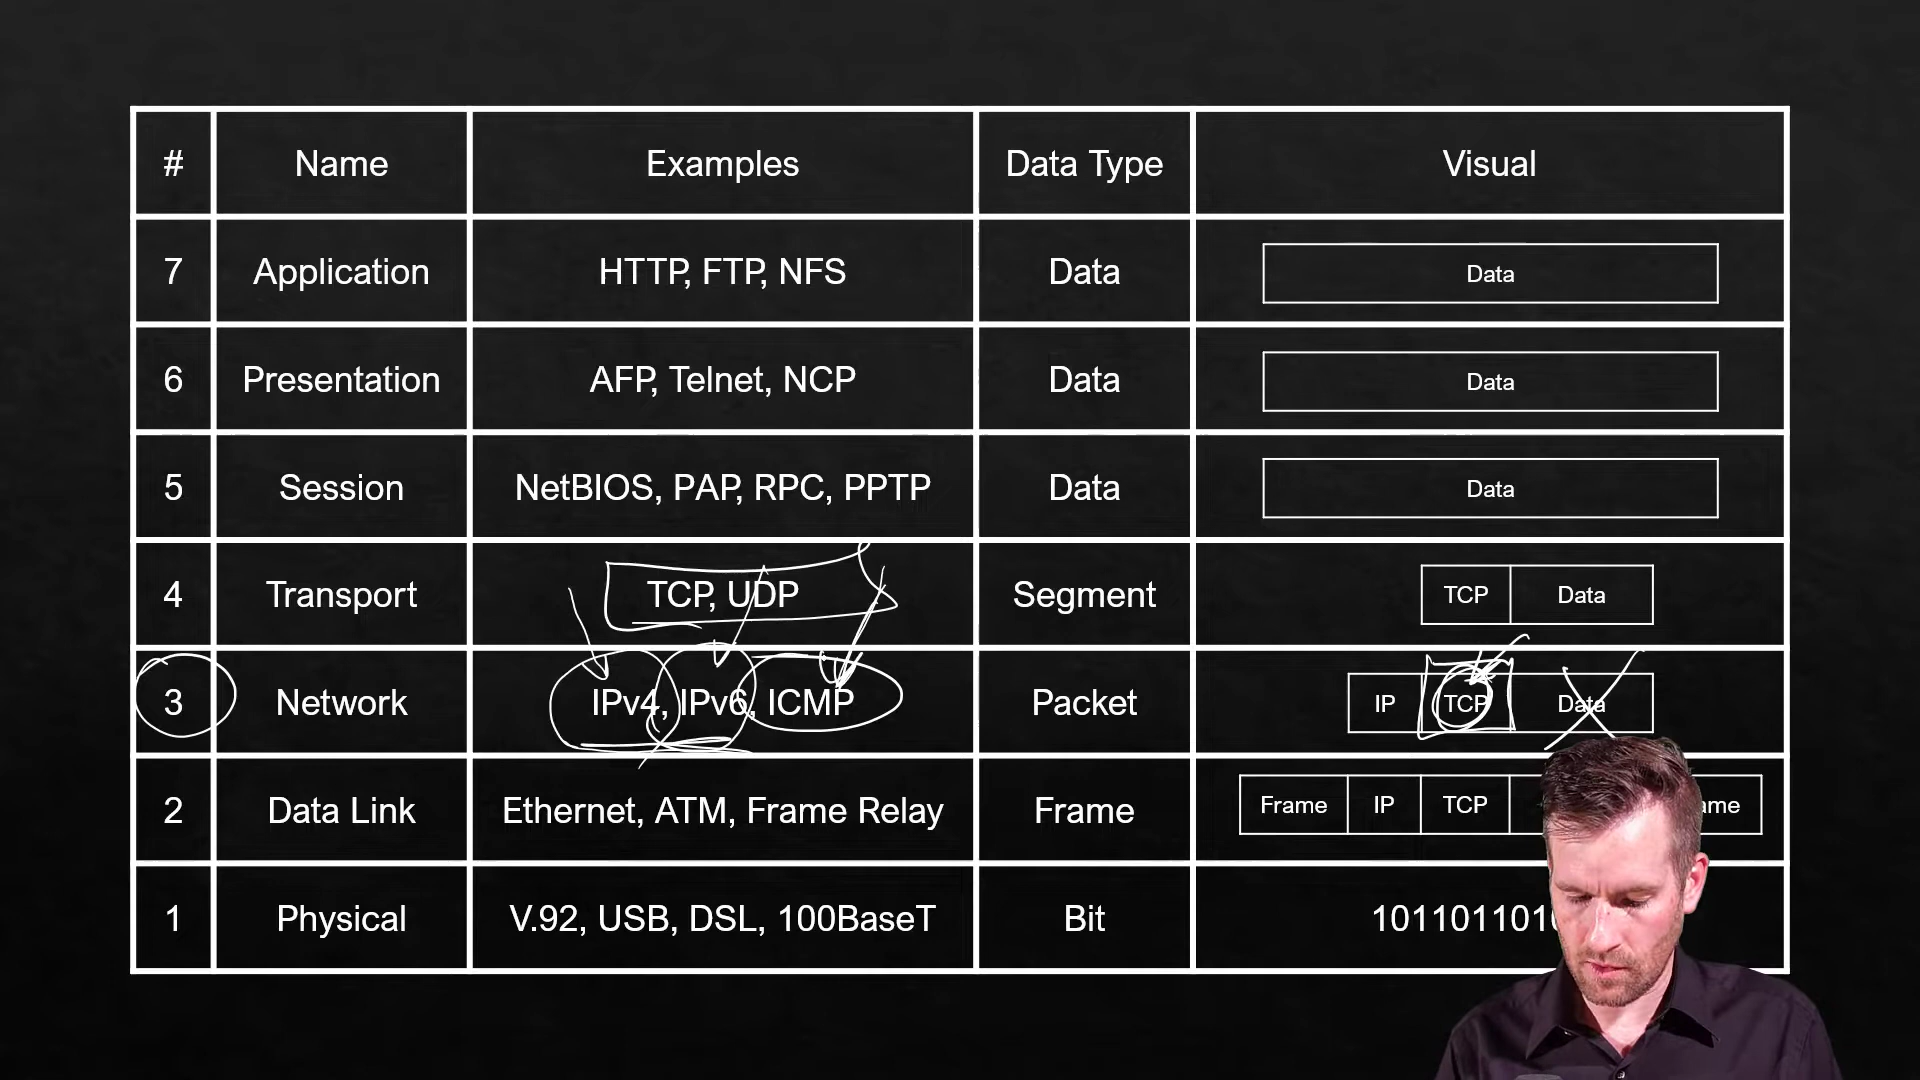 # Name Examples Data Type Visual
7 Application HTTP, FTP, NFS Data Data
6 Presentation AFP, Telnet, NCP Data Data
5 Session NetBIOS, PAP, RPC, PPTP Data Data
4 Transport TCP, UDP Segment TCP Data
3 Network IPv4, IPv6, ICMP Packet IP TCP Data
2 Data Link Ethernet, ATM, Frame Relay Frame Frame IP TCP
1 Physical V.92, USB, DSL, 100BaseT Bit